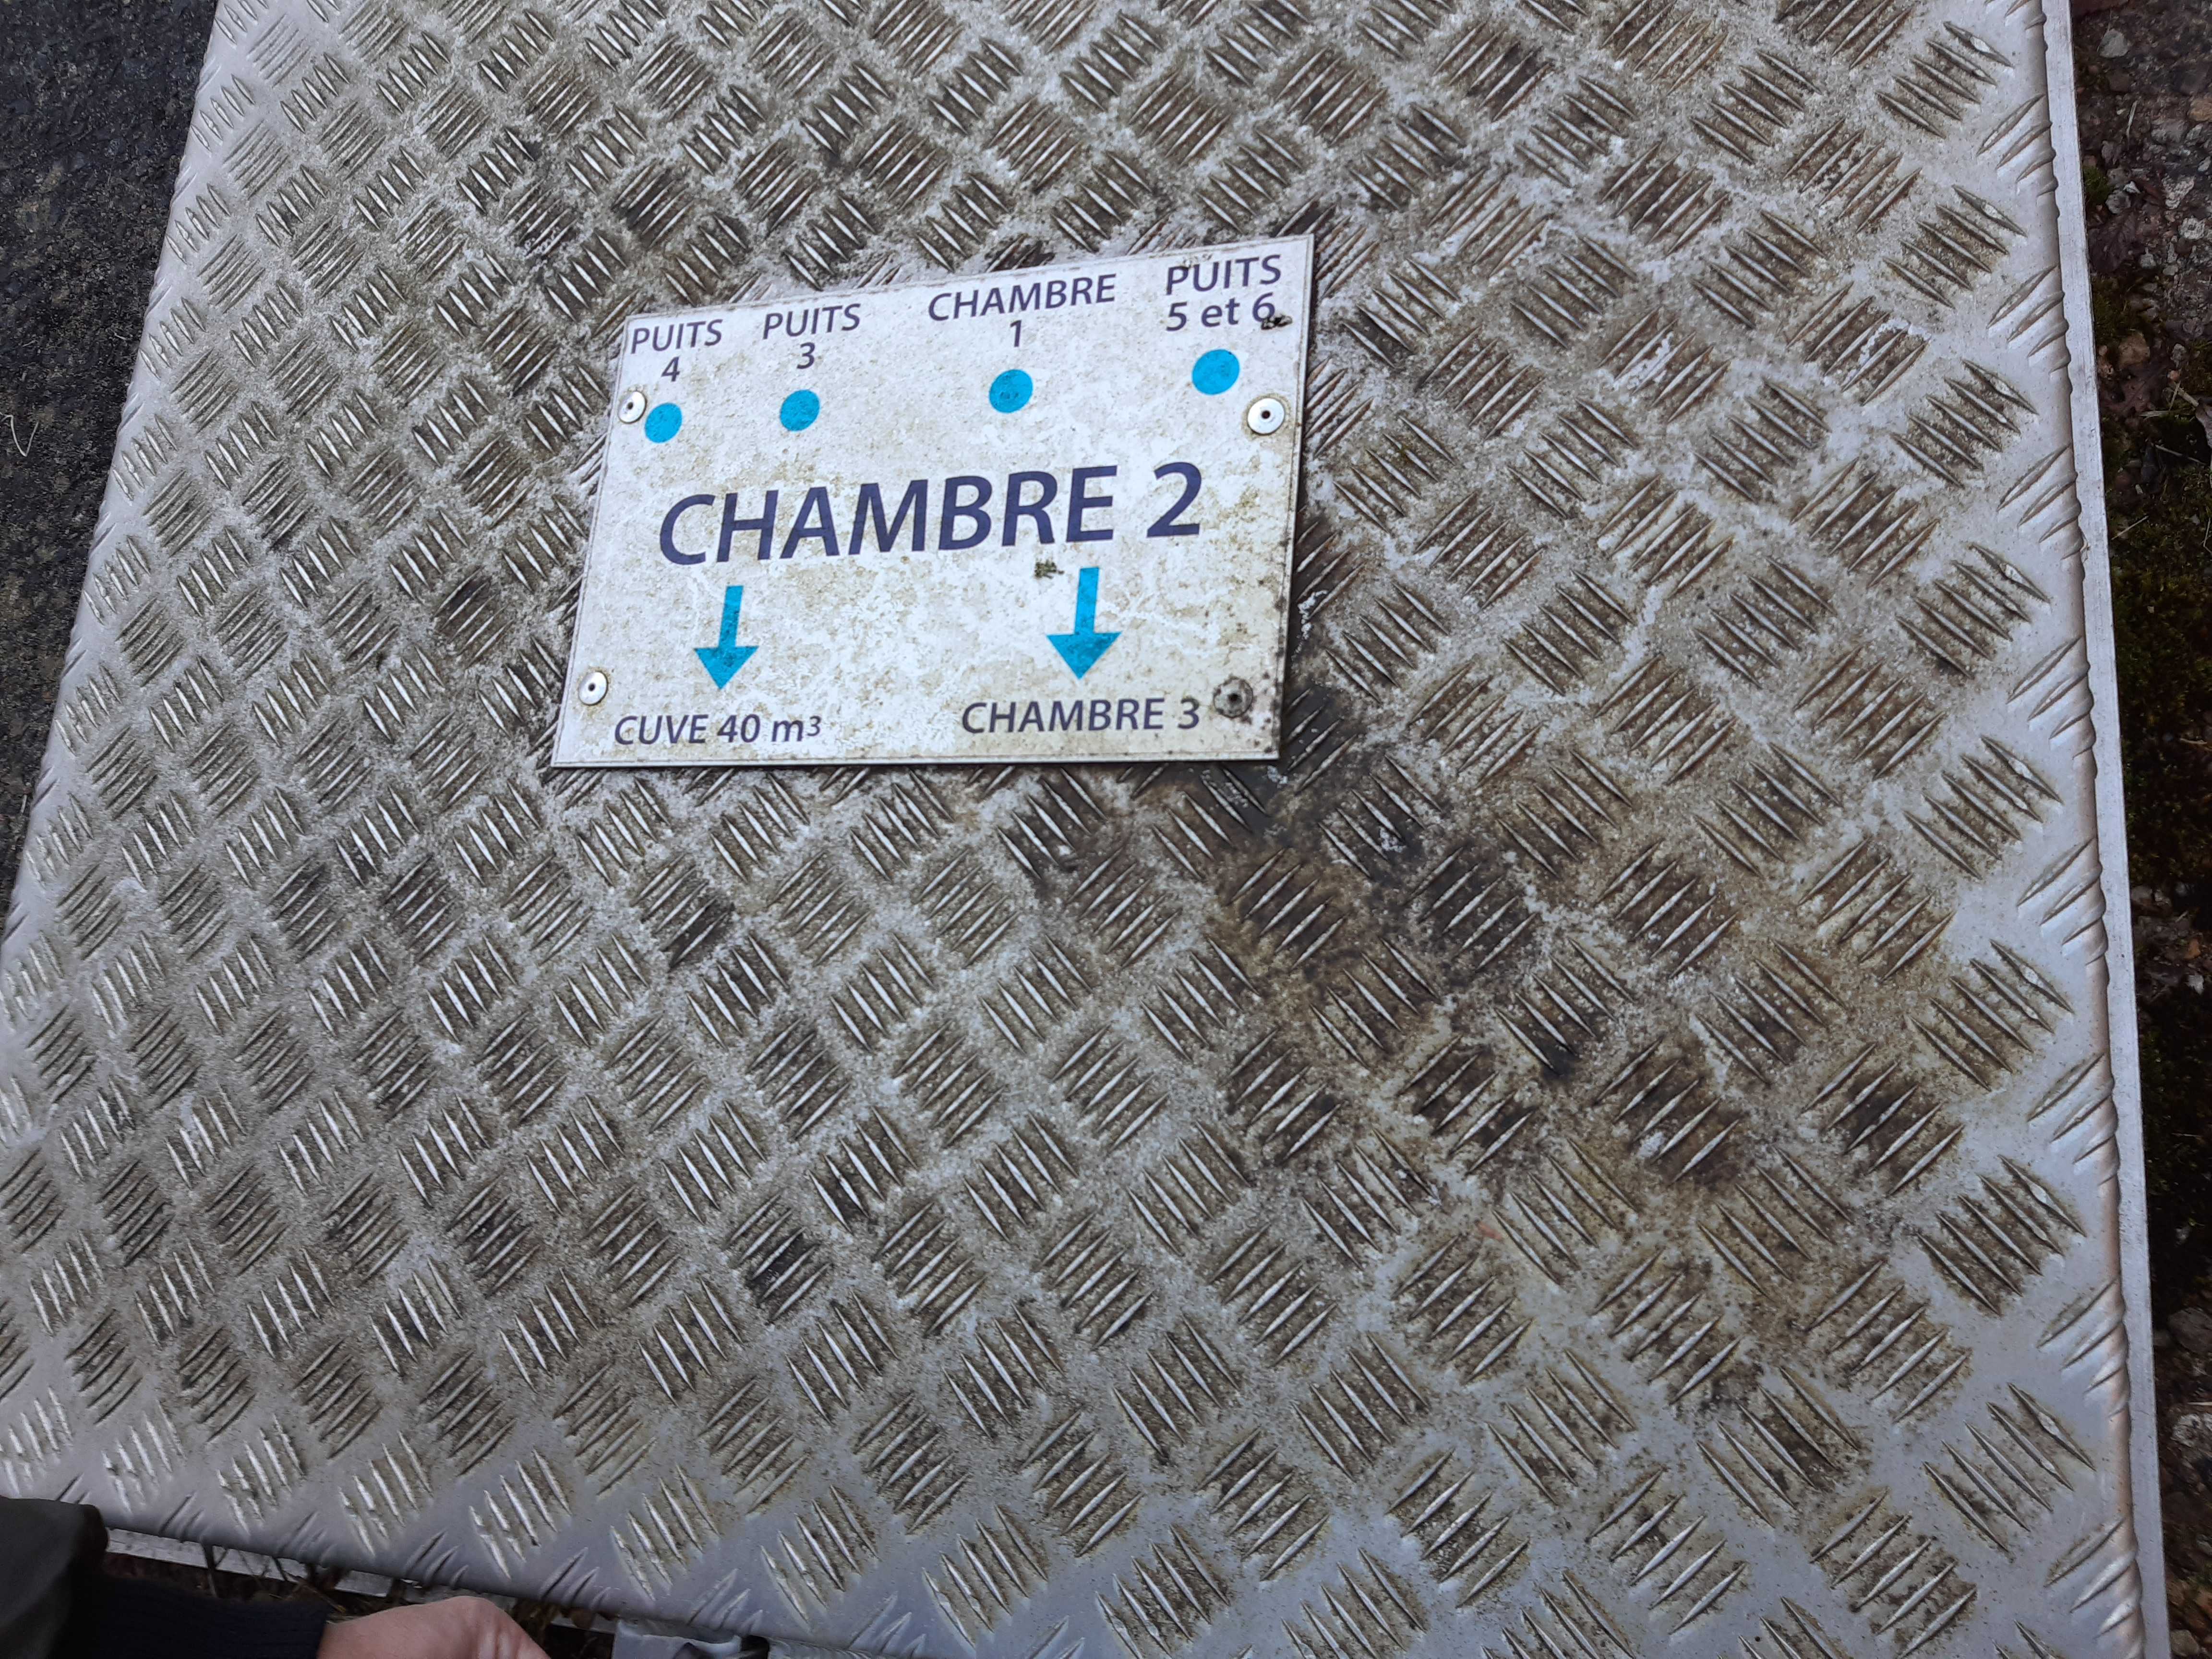 PUITS
4
PUITS
3
CHAMBRE
1
PUITS
5 et 6
CHAMBRE 2
CUVE 40 m³
CHAMBRE 3